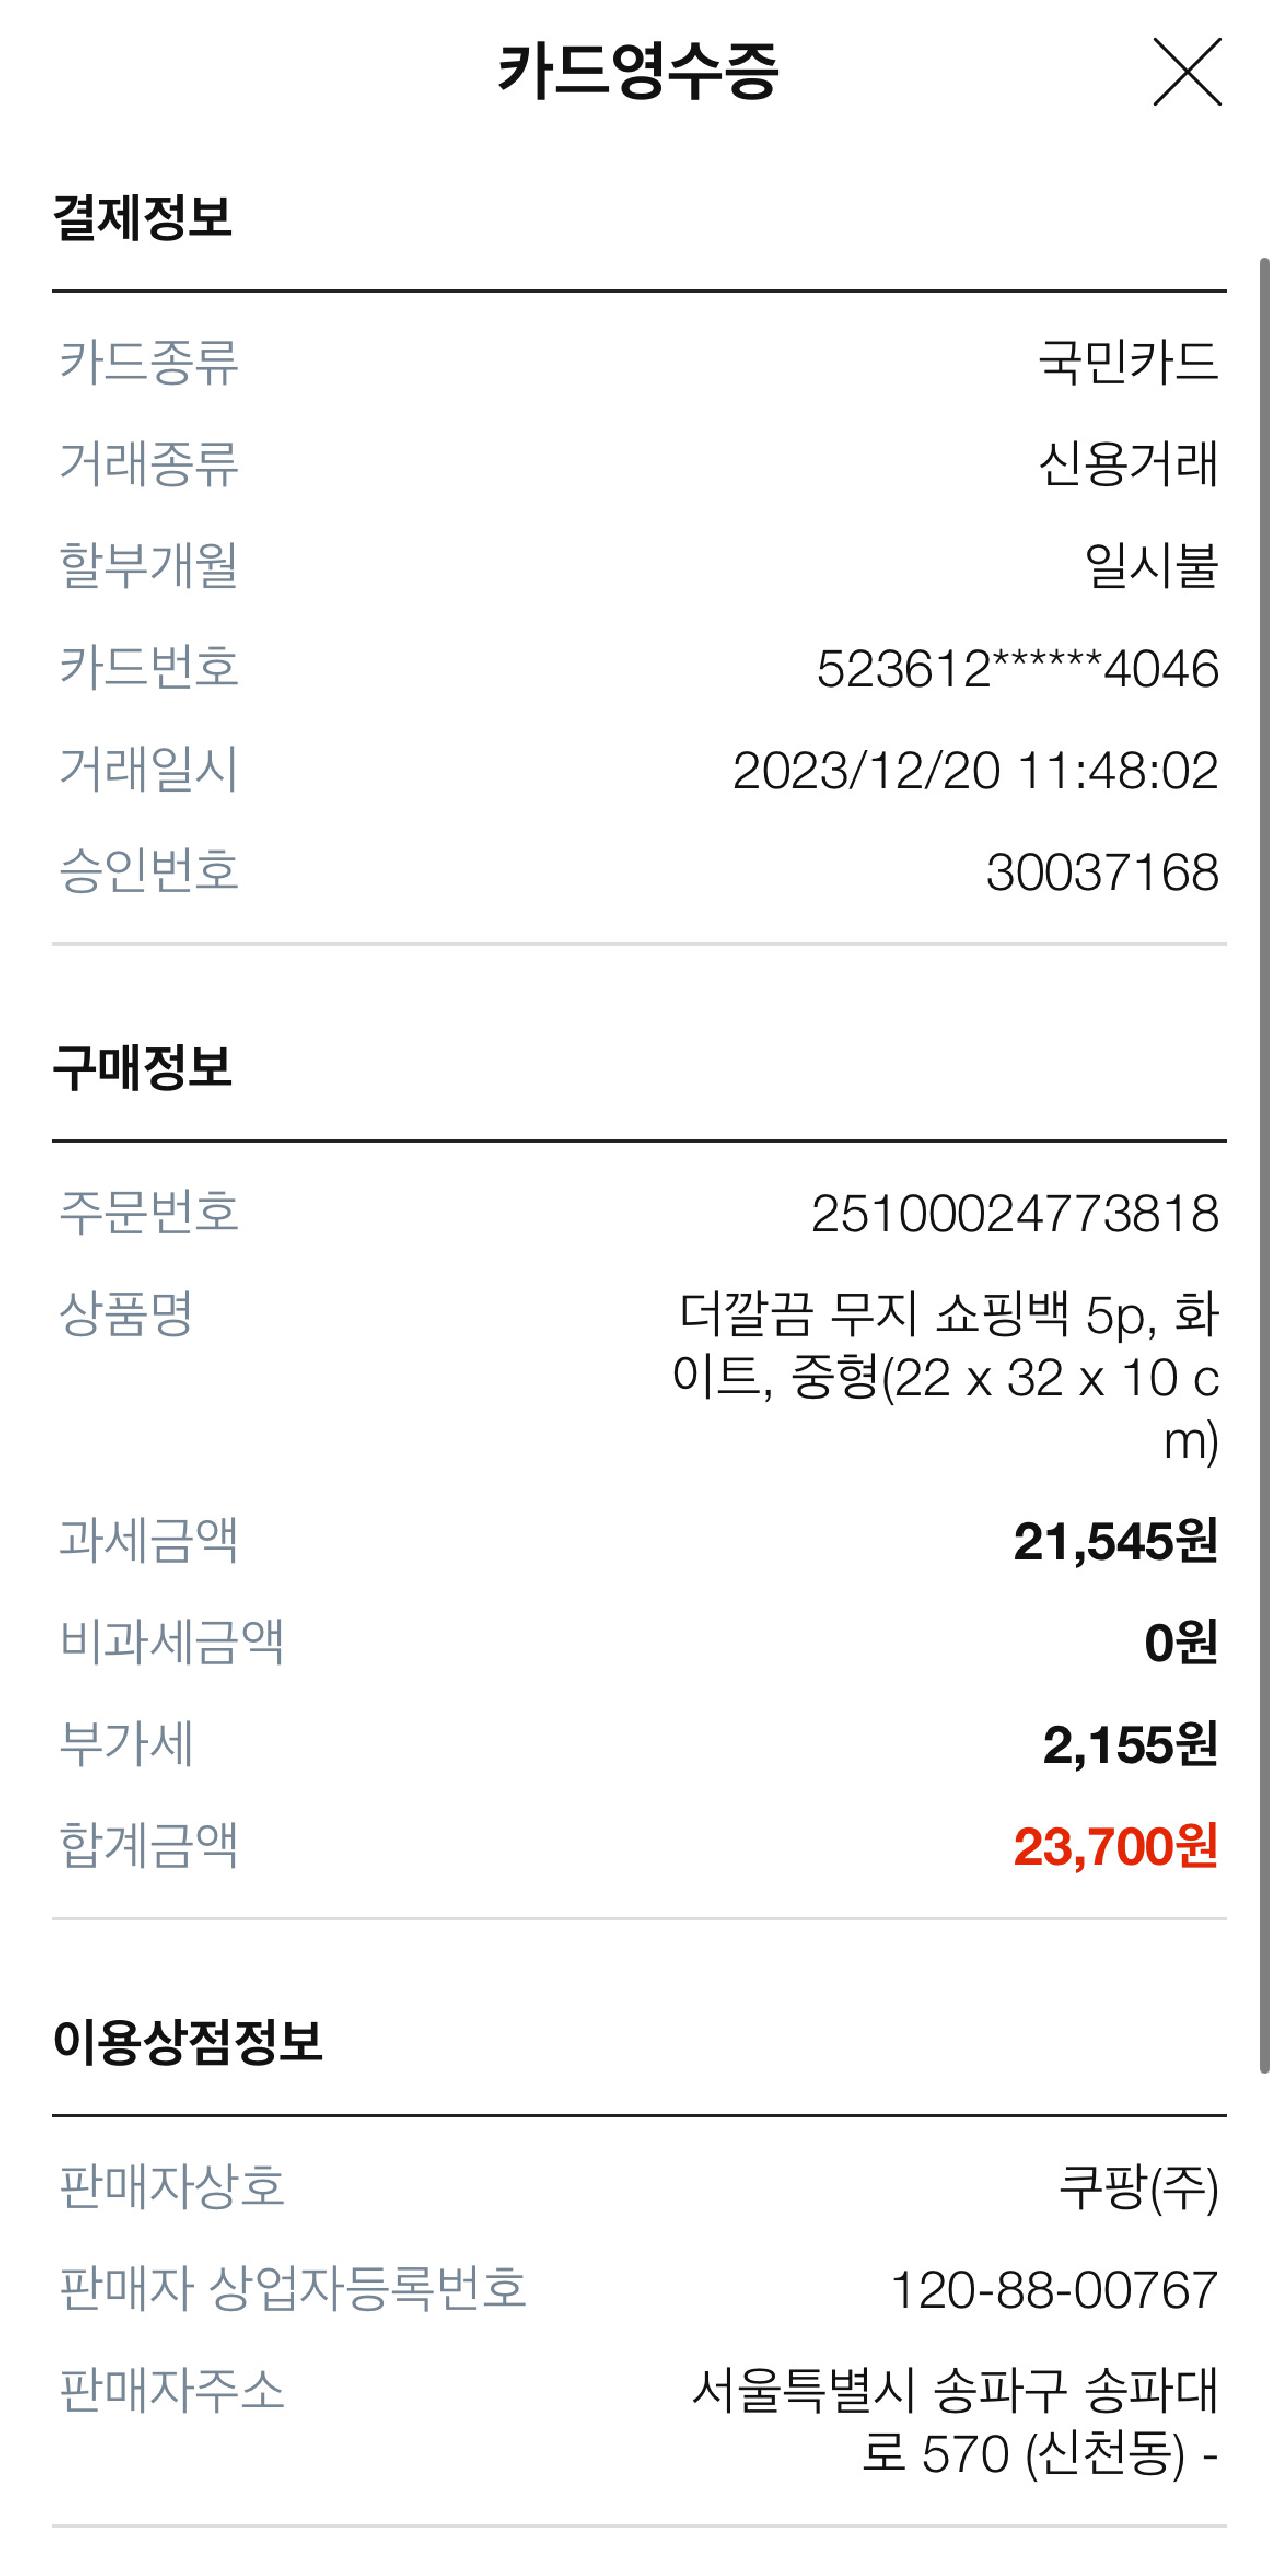 카드영수증
결제정보
카드종류 국민카드
거래종류 신용거래
할부개월 일시불
카드번호 523612******4046
거래일시 2023/12/20 11:48:02
승인번호 30037168
구매정보
주문번호 25100024773818
상품명 더깔끔 무지 쇼핑백 5p, 화
이트, 중형(22 x 32 x 10 c
m)
과세금액 21,545원
비과세금액 0원
부가세 2,155원
합계금액 23,700원
이용상점정보
판매자상호 쿠팡(주)
판매자 상업자등록번호 120-88-00767
판매자주소 서울특별시 송파구 송파대
로 570 (신천동) -